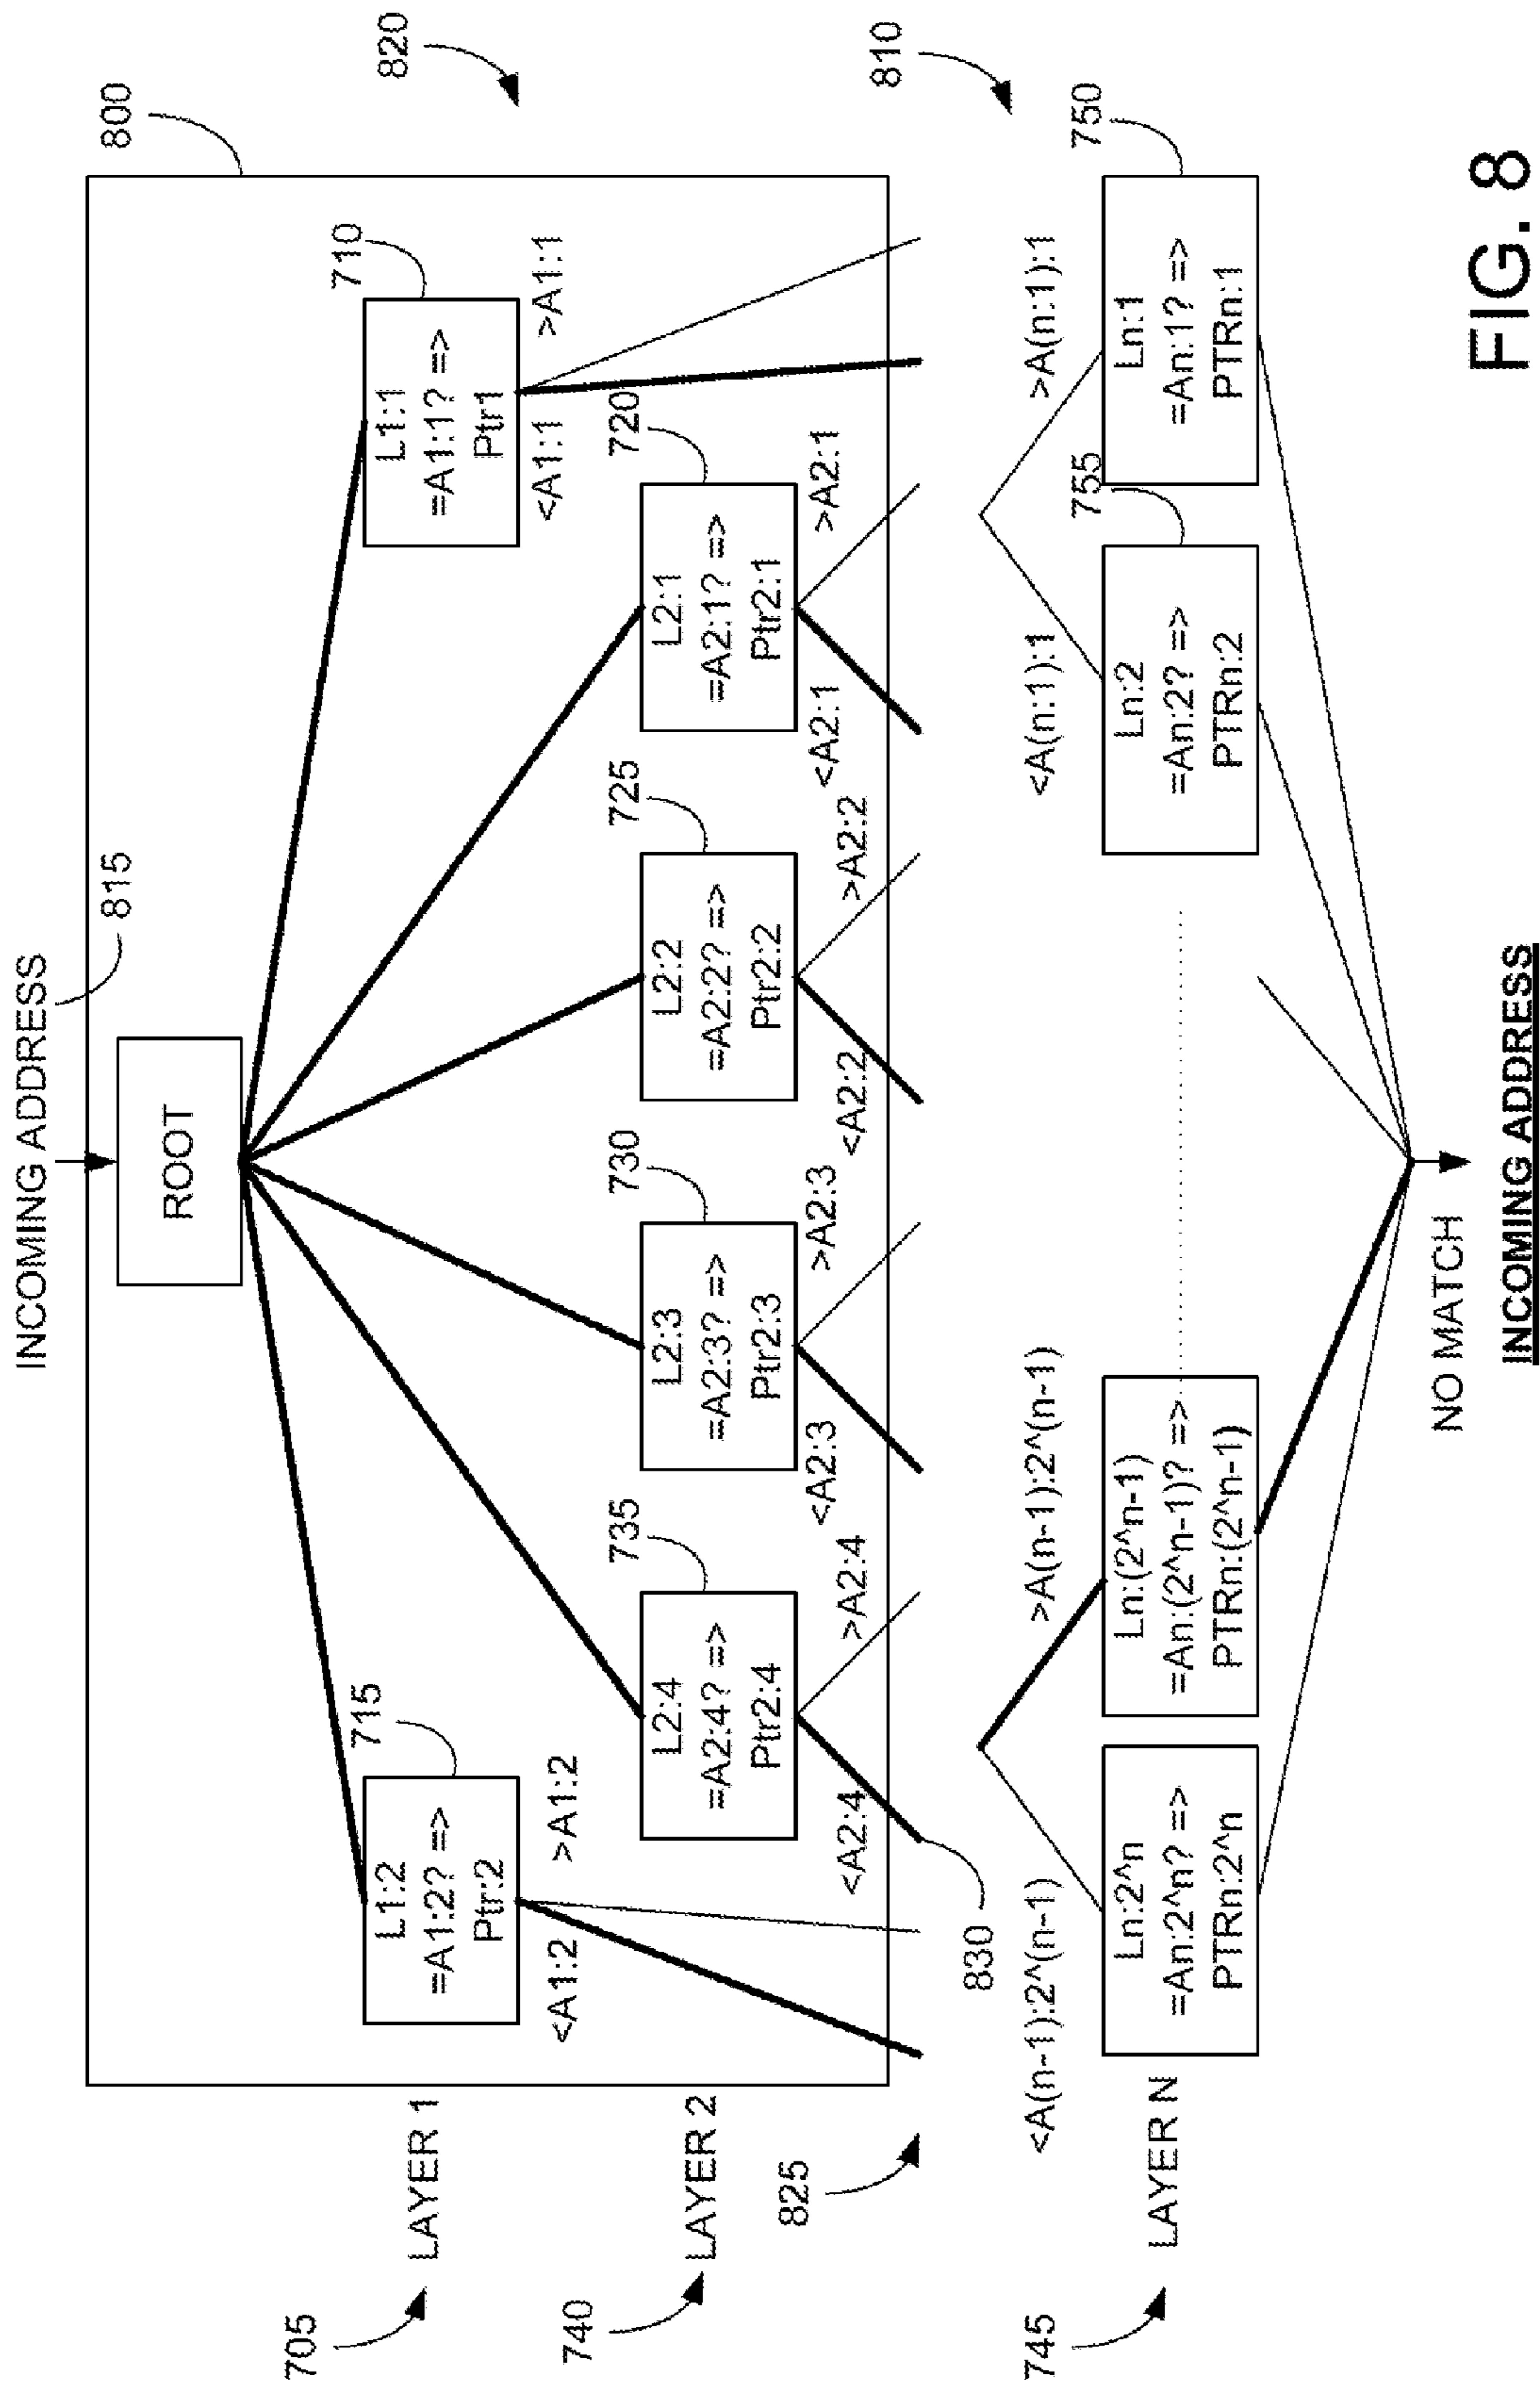 INCOMING ADDRESS
815
800
ROOT
820
705
LAYER 1
715
L1:2
=A1:2? =>
Ptr:2
<A1:2
>A1:2
710
L1:1
=A1:1? =>
Ptr1
<A1:1
>A1:1
740
LAYER 2
735
L2:4
=A2:4? =>
Ptr2:4
<A2:4
>A2:4
730
L2:3
=A2:3? =>
Ptr2:3
<A2:3
>A2:3
725
L2:2
=A2:2? =>
Ptr2:2
<A2:2
>A2:2
720
L2:1
=A2:1? =>
Ptr2:1
<A2:1
>A2:1
825
830
810
745
LAYER N
<A(n-1):2^(n-1)
>A(n-1):2^(n-1)
Ln:2^n
=An:2^n? =>
PTRn:2^n
Ln:(2^n-1)
=An:(2^n-1)? =>
PTRn:(2^n-1)
<A(n:1):1
>A(n:1):1
755
Ln:2
=An:2? =>
PTRn:2
750
Ln:1
=An:1? =>
PTRn:1
NO MATCH
INCOMING ADDRESS
FIG. 8